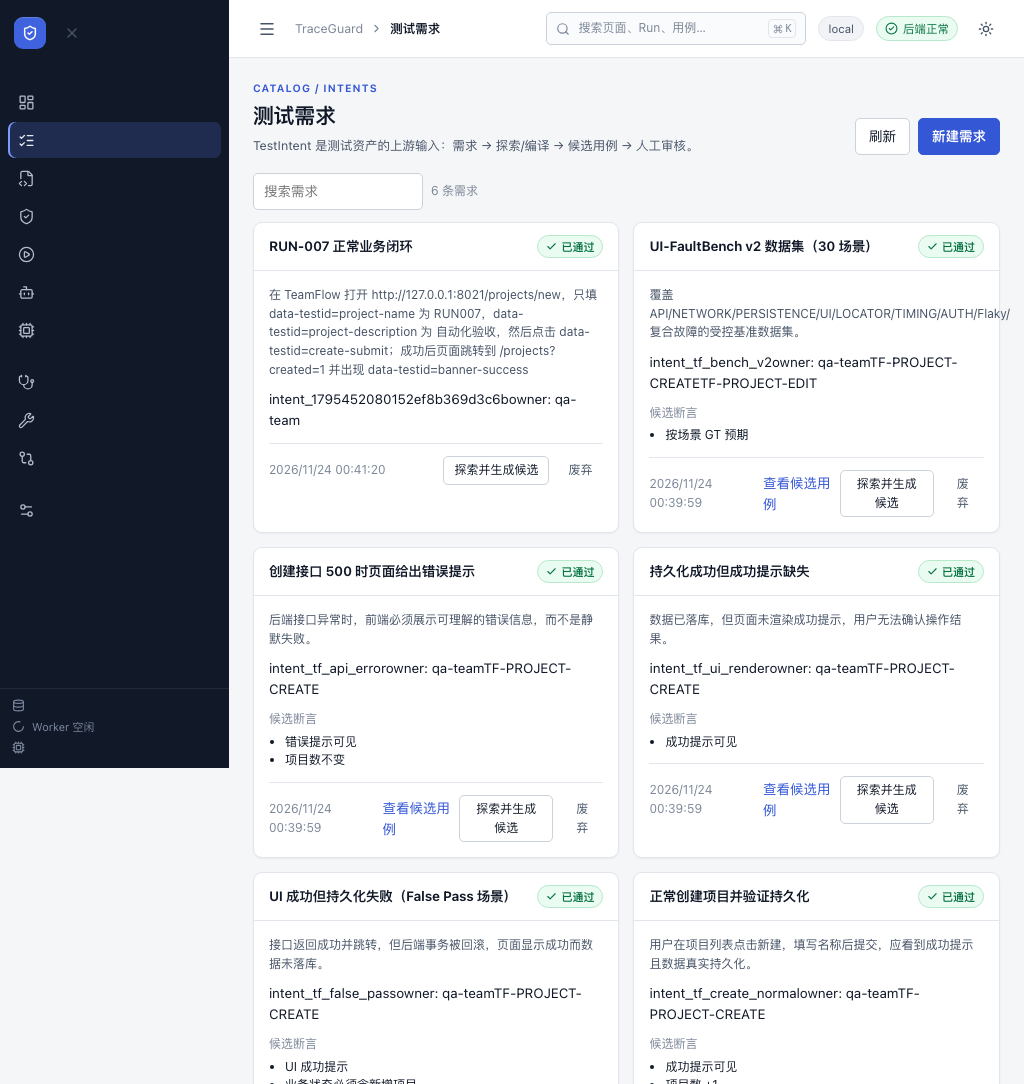 TraceGuard
测试需求
搜索页面、Run、用例...
⌘ K
local
后端正常
CATALOG / INTENTS
测试需求
TestIntent 是测试资产的上游输入：需求 → 探索/编译 → 候选用例 → 人工审核。
刷新
新建需求
搜索需求
6 条需求
RUN-007 正常业务闭环
已通过
在 TeamFlow 打开 http://127.0.0.1:8021/projects/new，只填
data-testid=project-name 为 RUN007，data-
testid=project-description 为 自动化验收，然后点击 data-
testid=create-submit；成功后页面跳转到 /projects?
created=1 并出现 data-testid=banner-success
intent_1795452080152ef8b369d3c6bowner: qa-
team
2026/11/24 00:41:20
探索并生成候选
废弃
UI-FaultBench v2 数据集（30 场景）
已通过
覆盖
API/NETWORK/PERSISTENCE/UI/LOCATOR/TIMING/AUTH/Flaky/
复合故障的受控基准数据集。
intent_tf_bench_v2owner: qa-teamTF-PROJECT-
CREATETF-PROJECT-EDIT
候选断言
按场景 GT 预期
2026/11/24
00:39:59
查看候选用
例
探索并生成
候选
废
弃
创建接口 500 时页面给出错误提示
已通过
后端接口异常时，前端必须展示可理解的错误信息，而不是静
默失败。
intent_tf_api_errorowner: qa-teamTF-PROJECT-
CREATE
候选断言
错误提示可见
项目数不变
2026/11/24
00:39:59
查看候选用
例
探索并生成
候选
废
弃
持久化成功但成功提示缺失
已通过
数据已落库，但页面未渲染成功提示，用户无法确认操作结
果。
intent_tf_ui_renderowner: qa-teamTF-PROJECT-
CREATE
候选断言
成功提示可见
2026/11/24
00:39:59
查看候选用
例
探索并生成
候选
废
弃
Worker 空闲
UI 成功但持久化失败（False Pass 场景）
已通过
接口返回成功并跳转，但后端事务被回滚，页面显示成功而数
据未落库。
intent_tf_false_passowner: qa-teamTF-PROJECT-
CREATE
候选断言
UI 成功提示
业务状态必须含新增项目
正常创建项目并验证持久化
已通过
用户在项目列表点击新建，填写名称后提交，应看到成功提示
且数据真实持久化。
intent_tf_create_normalowner: qa-teamTF-
PROJECT-CREATE
候选断言
成功提示可见
项目数 +1